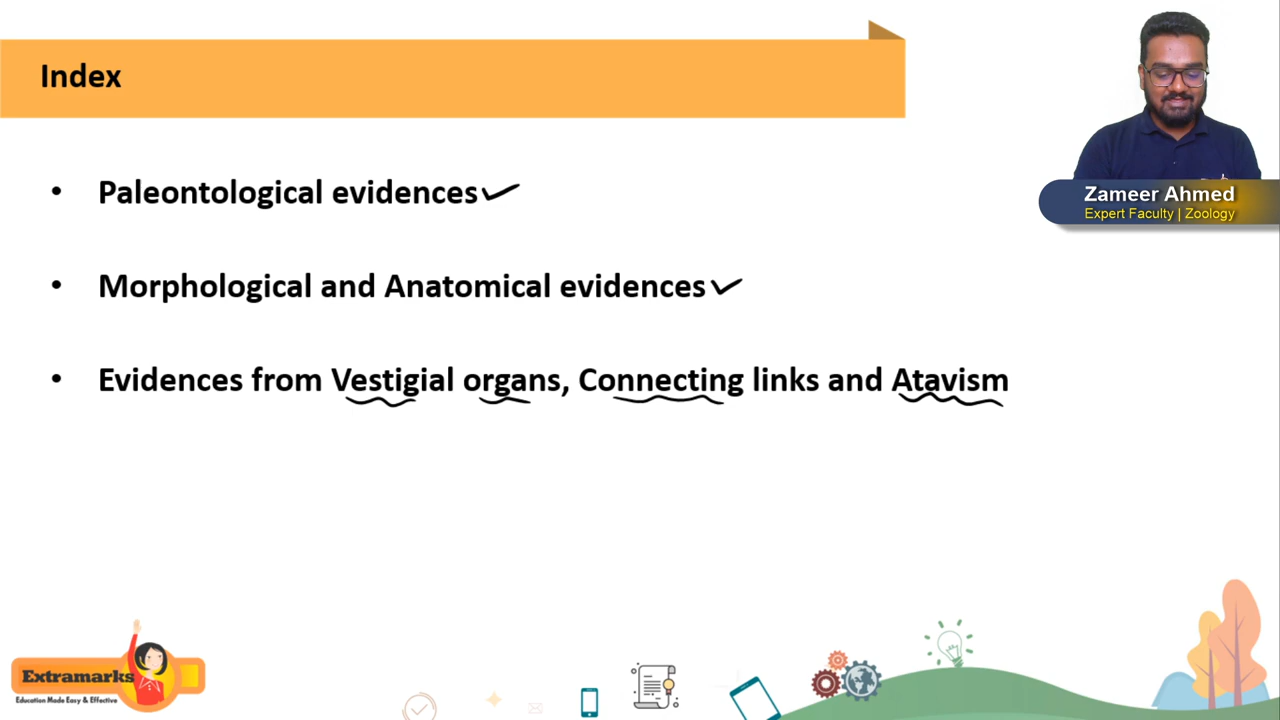 Index
Zameer Ahmed
Expert Faculty | Zoology
• Paleontological evidences
• Morphological and Anatomical evidences
• Evidences from Vestigial organs, Connecting links and Atavism
Extramarks
Education Made Easy & Effective